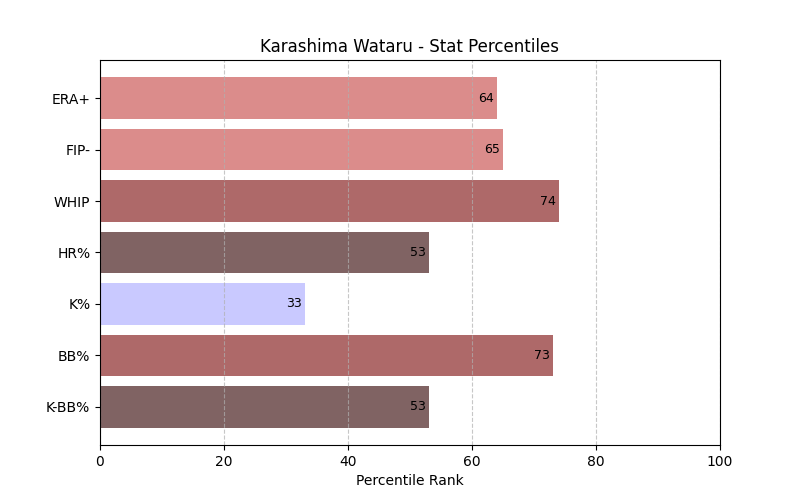 Karashima Wataru - Stat Percentiles
ERA+ 64
FIP- 65
WHIP 74
HR% 53
K% 33
BB% 73
K-BB% 53
0 20 40 60 80 100
Percentile Rank